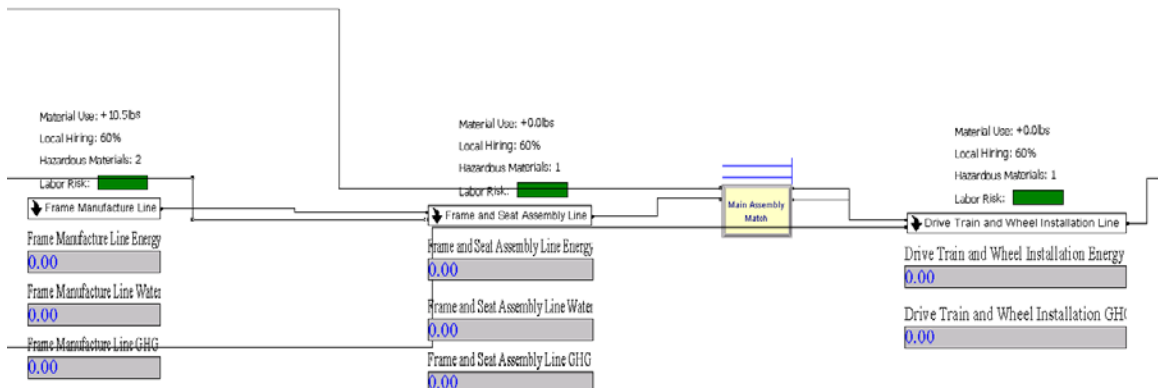 Material Use: +10.5lbs
Local Hiring: 60%
Hazardous Materials: 2
Labor Risk:
Frame Manufacture Line
Frame Manufacture Line Energy
0.00
Frame Manufacture Line Water
0.00
Frame Manufacture Line GHG
0.00
Material Use: +0.0lbs
Local Hiring: 60%
Hazardous Materials: 1
Labor Risk:
Frame and Seat Assembly Line
Frame and Seat Assembly Line Energy
0.00
Frame and Seat Assembly Line Water
0.00
Frame and Seat Assembly Line GHG
0.00
Main Assembly
Match
Material Use: +0.0lbs
Local Hiring: 60%
Hazardous Materials: 1
Labor Risk:
Drive Train and Wheel Installation Line
Drive Train and Wheel Installation Energy
0.00
Drive Train and Wheel Installation GHG
0.00